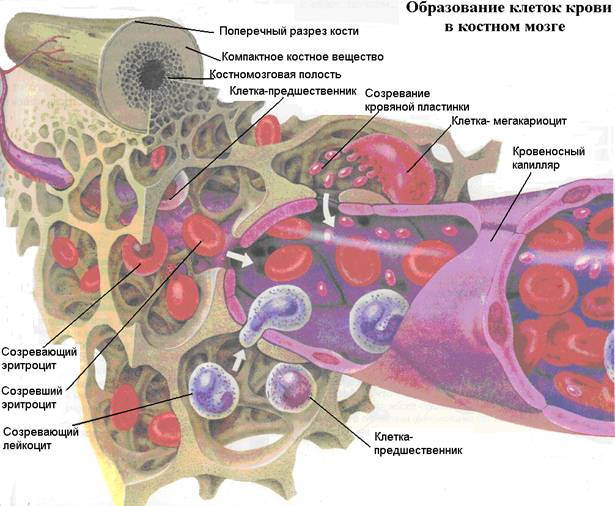 Образование клеток крови
в костном мозге
Поперечный разрез кости
Компактное костное вещество
Костномозговая полость
Клетка-предшественник
Созревание
кровяной пластинки
Клетка- мегакариоцит
Кровеносный
капилляр
Созревающий
эритроцит
Созревший
эритроцит
Созревающий
лейкоцит
Клетка-
предшественник